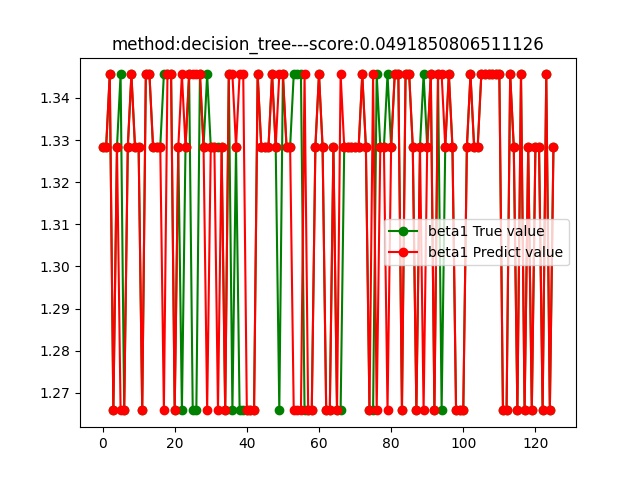 method:decision_tree---score:0.0491850806511126
1.34
1.33
1.32
1.31
1.30
1.29
1.28
1.27
beta1 True value
beta1 Predict value
0 20 40 60 80 100 120